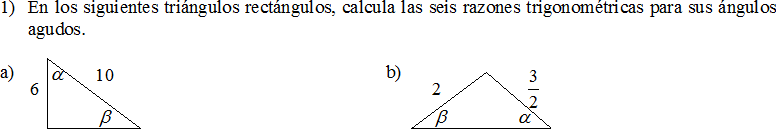 1) En los siguientes triángulos rectángulos, calcula las seis razones trigonométricas para sus ángulos
agudos.
a) 6 α 10 β
b) 2 3/2 β α